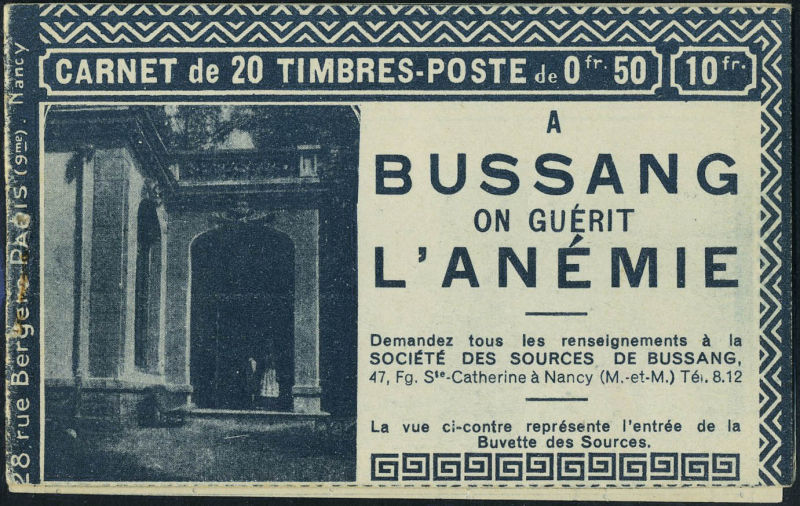 CARNET de 20 TIMBRES-POSTE de 0fr. 50
10fr.
A
BUSSANG
ON GUÉRIT
L'ANÉMIE
Demandez tous les renseignements à la
SOCIÉTÉ DES SOURCES DE BUSSANG,
47, Fg. Ste-Catherine à Nancy (M.-et-M.) Tél. 8.12
La vue ci-contre représente l'entrée de la
Buvette des Sources.
28 rue Bergère PARIS (9me). Nancy